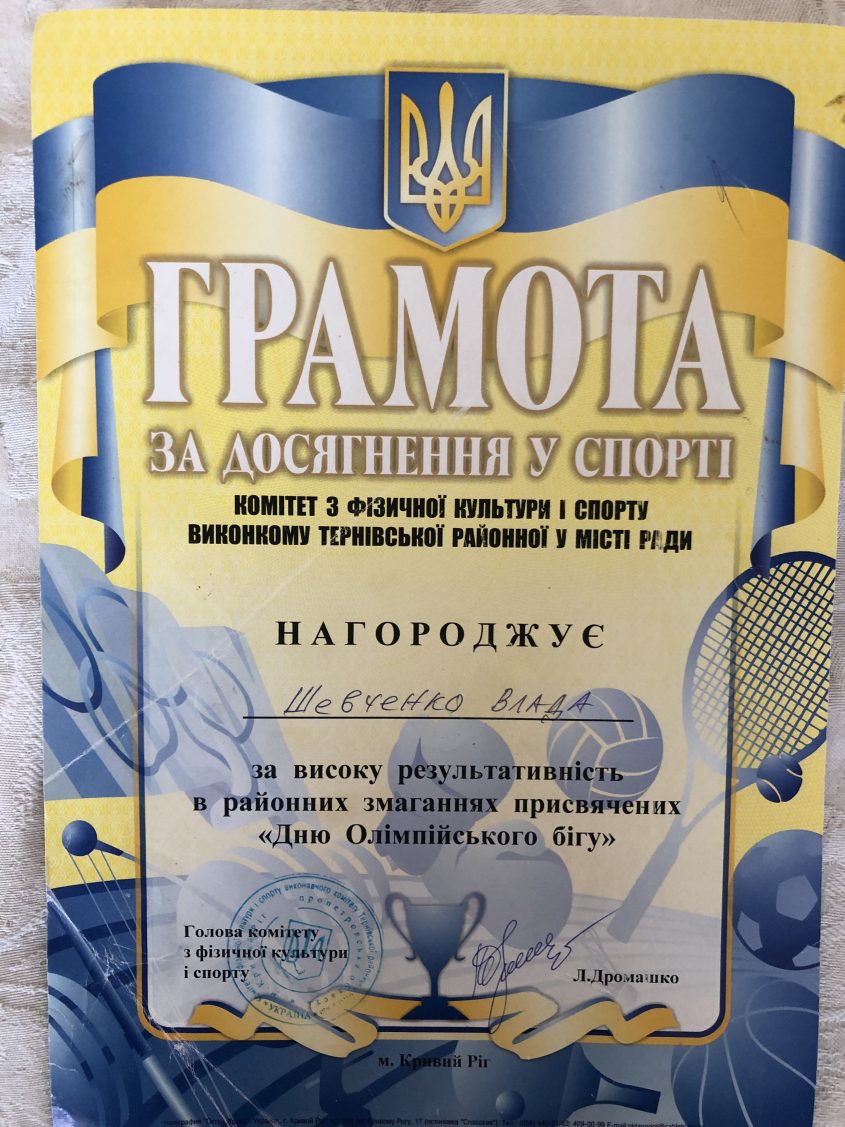 ГРАМОТА
ЗА ДОСЯГНЕННЯ У СПОРТІ
КОМІТЕТ З ФІЗИЧНОЇ КУЛЬТУРИ І СПОРТУ
ВИКОНКОМУ ТЕРНІВСЬКОЇ РАЙОННОЇ У МІСТІ РАДИ
НАГОРОДЖУЄ
Шевченко Влада
за високу результативність
в районних змаганнях присвячених
«Дню Олімпійського бігу»
Голова комітету
з фізичної культури
і спорту
Л.Дромашко
УКРАЇНА
м. Кривий Ріг